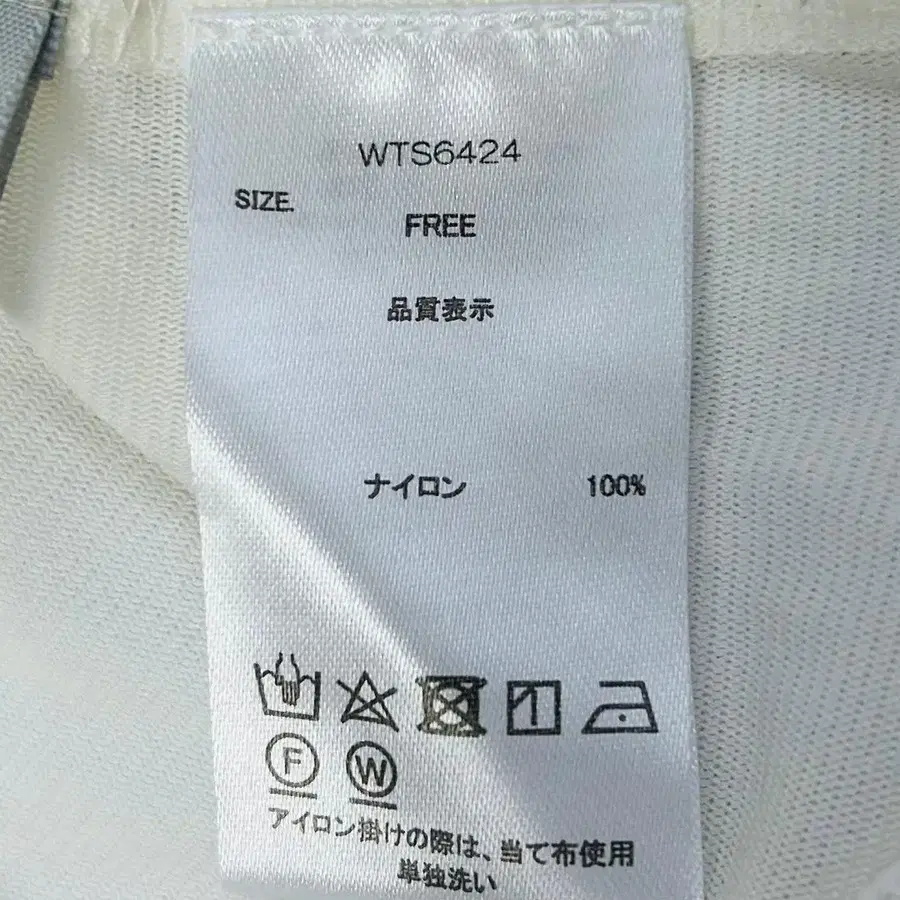 WTS6424
SIZE.
FREE
品質表示
ナイロン 100%
F
W
アイロン掛けの際は、当て布使用
単独洗い